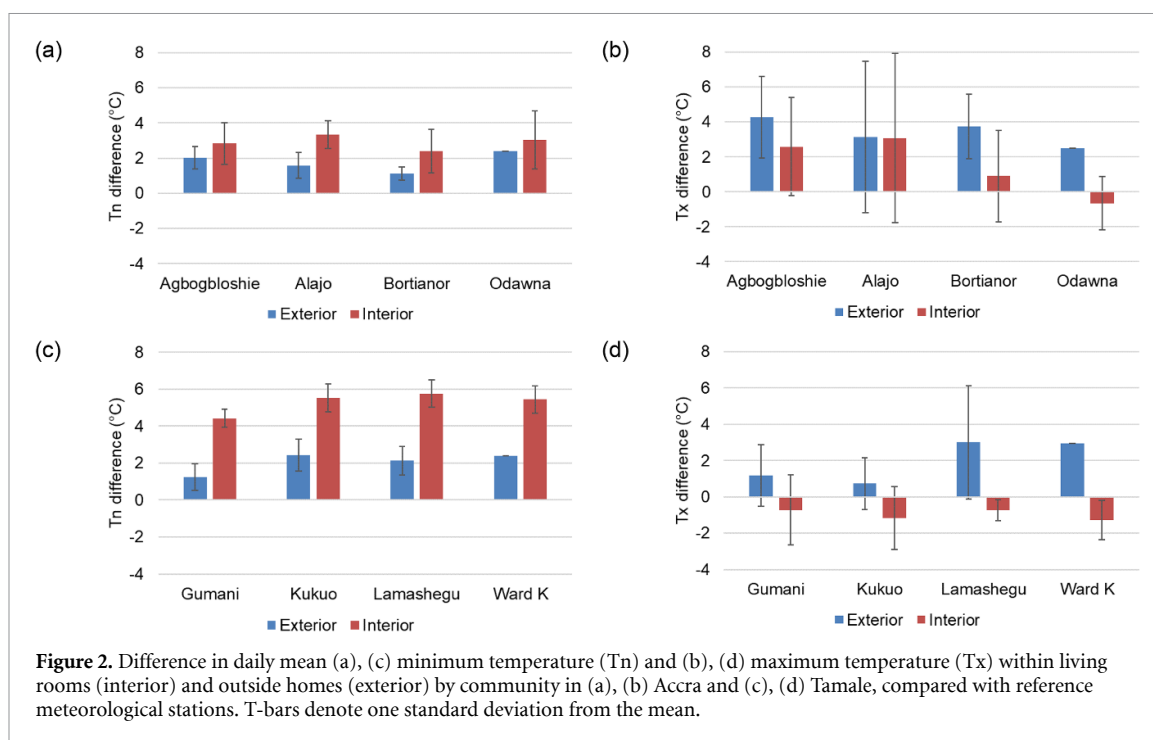 (a)
8
6
4
2
0
-2
-4
Tn difference (°C)
Agbogbloshie Alajo Bortianor Odawna
Exterior Interior
(b)
8
6
4
2
0
-2
-4
Tx difference (°C)
Agbogbloshie Alajo Bortianor Odawna
Exterior Interior
(c)
8
6
4
2
0
-2
-4
Tn difference (°C)
Gumani Kukuo Lamashegu Ward K
Exterior Interior
(d)
8
6
4
2
0
-2
-4
Tx difference (°C)
Gumani Kukuo Lamashegu Ward K
Exterior Interior
Figure 2. Difference in daily mean (a), (c) minimum temperature (Tn) and (b), (d) maximum temperature (Tx) within living
rooms (interior) and outside homes (exterior) by community in (a), (b) Accra and (c), (d) Tamale, compared with reference
meteorological stations. T-bars denote one standard deviation from the mean.